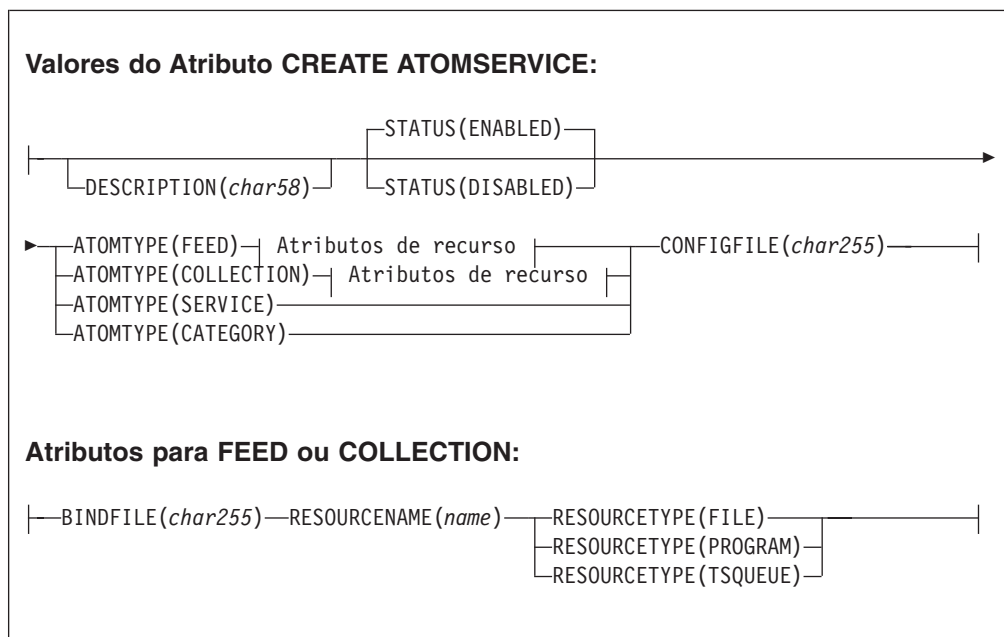 Valores do Atributo CREATE ATOMSERVICE:
STATUS(ENABLED)
DESCRIPTION(char58) STATUS(DISABLED)
ATOMTYPE(FEED) Atributos de recurso CONFIGFILE(char255)
ATOMTYPE(COLLECTION) Atributos de recurso
ATOMTYPE(SERVICE)
ATOMTYPE(CATEGORY)
Atributos para FEED ou COLLECTION:
BINDFILE(char255) RESOURCENAME(name) RESOURCETYPE(FILE)
RESOURCETYPE(PROGRAM)
RESOURCETYPE(TSQUEUE)